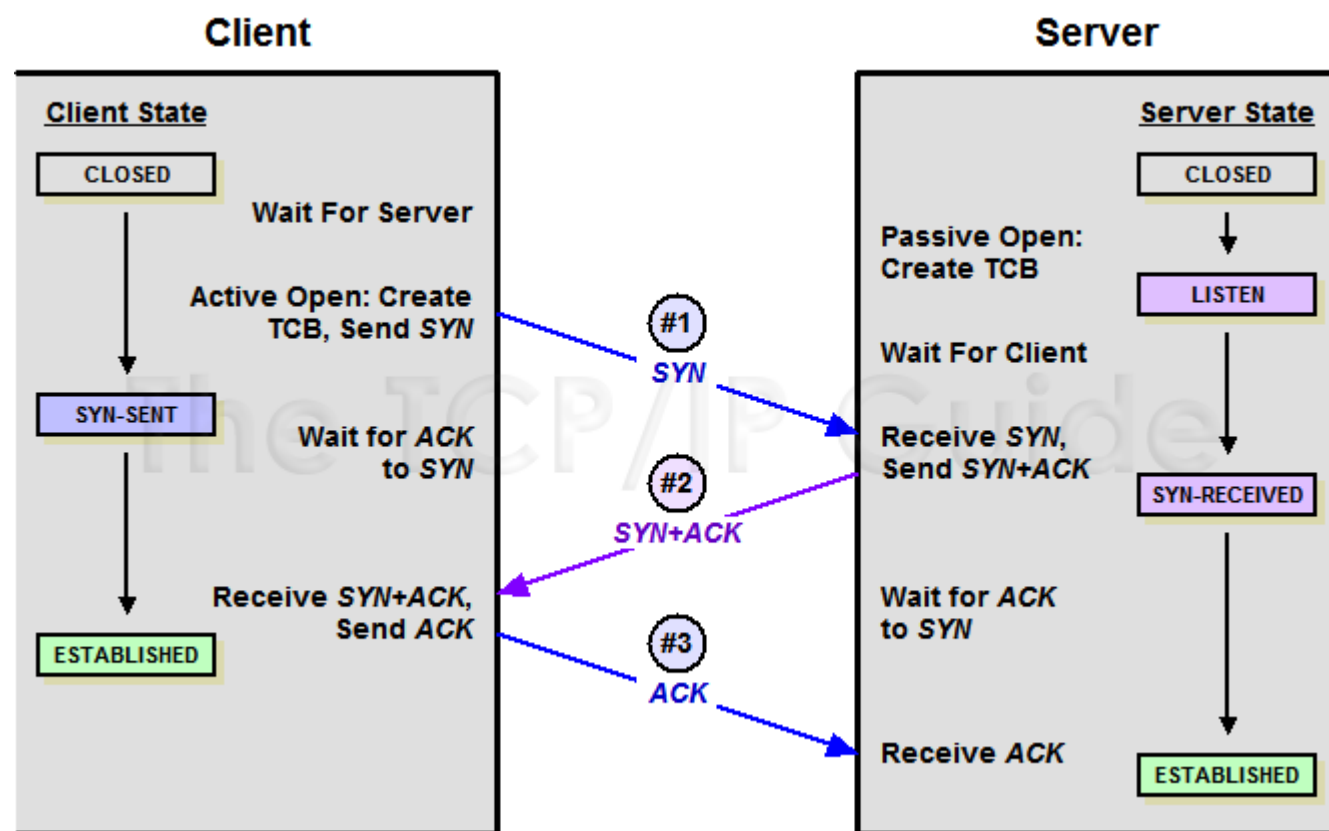 Client
Server
Client State
CLOSED
Wait For Server
Active Open: Create
TCB, Send SYN
SYN-SENT
Wait for ACK
to SYN
Receive SYN+ACK,
Send ACK
ESTABLISHED
#1
SYN
#2
SYN+ACK
#3
ACK
Server State
CLOSED
Passive Open:
Create TCB
LISTEN
Wait For Client
Receive SYN,
Send SYN+ACK
SYN-RECEIVED
Wait for ACK
to SYN
Receive ACK
ESTABLISHED
The TCP/IP Guide